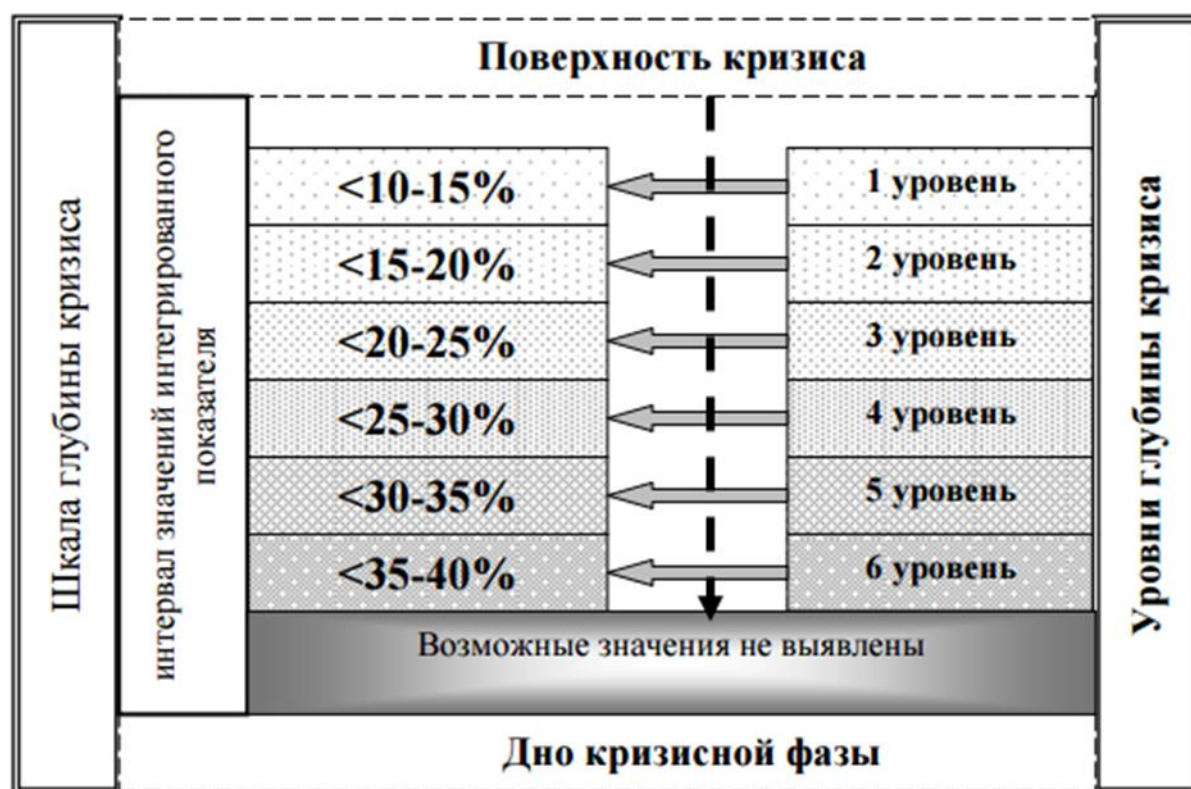 Поверхность кризиса
Шкала глубины кризиса
интервал значений интегрированного
показателя
<10-15%
1 уровень
<15-20%
2 уровень
<20-25%
3 уровень
<25-30%
4 уровень
<30-35%
5 уровень
<35-40%
6 уровень
Возможные значения не выявлены
Дно кризисной фазы
Уровни глубины кризиса